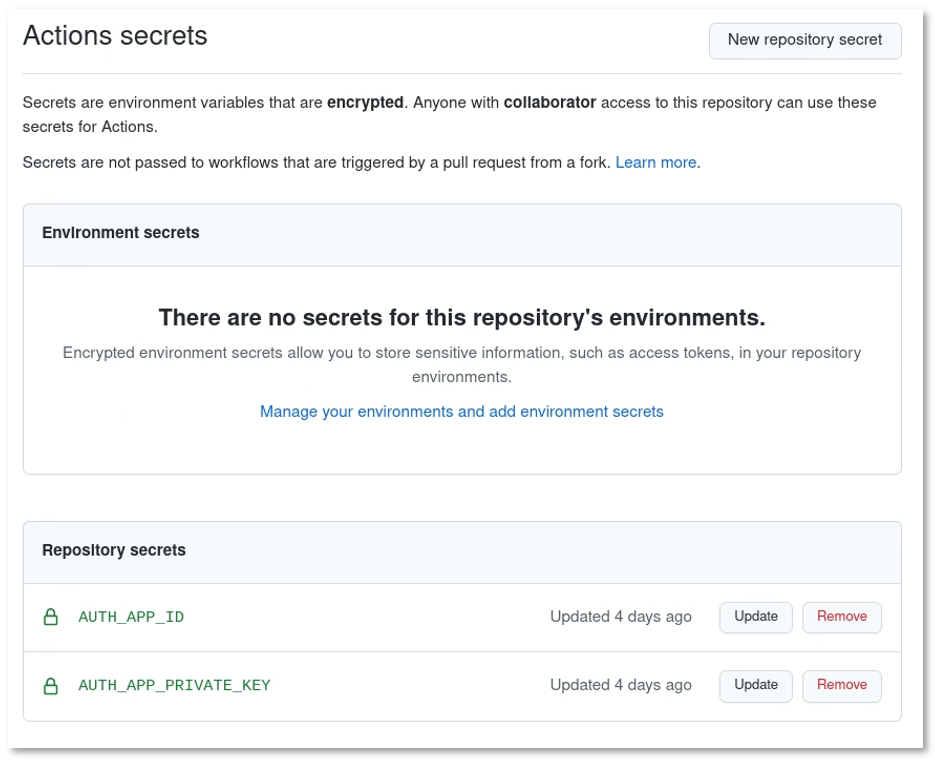 Actions secrets
New repository secret
Secrets are environment variables that are encrypted. Anyone with collaborator access to this repository can use these
secrets for Actions.
Secrets are not passed to workflows that are triggered by a pull request from a fork. Learn more.
Environment secrets
There are no secrets for this repository's environments.
Encrypted environment secrets allow you to store sensitive information, such as access tokens, in your repository
environments.
Manage your environments and add environment secrets
Repository secrets
AUTH_APP_ID Updated 4 days ago Update Remove
AUTH_APP_PRIVATE_KEY Updated 4 days ago Update Remove